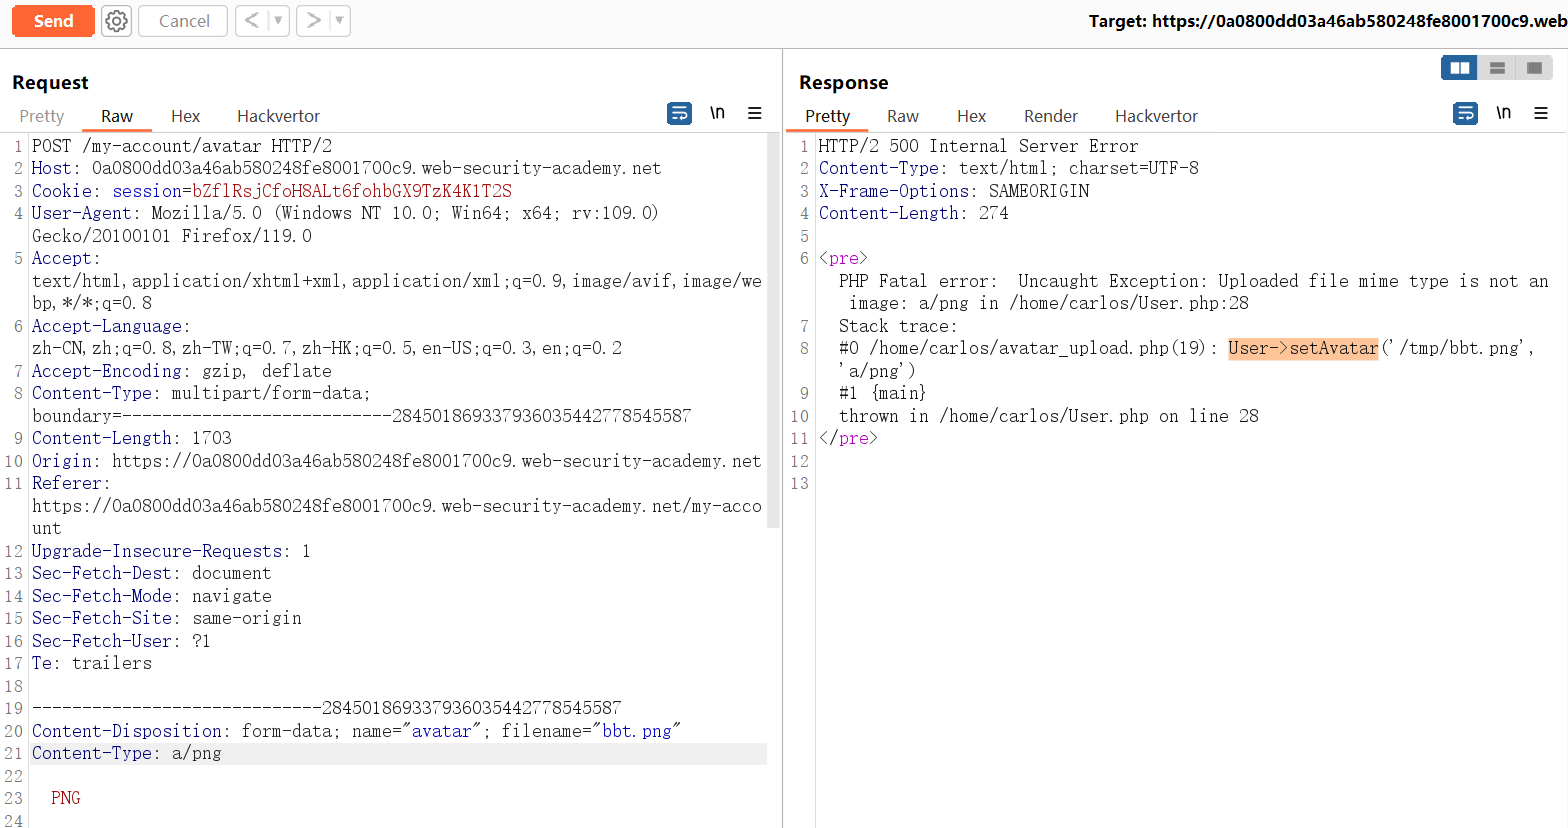 Send
Cancel
Target: https://0a0800dd03a46ab580248fe8001700c9.web
Request
Pretty Raw Hex Hackvertor \n
1 POST /my-account/avatar HTTP/2
2 Host: 0a0800dd03a46ab580248fe8001700c9.web-security-academy.net
3 Cookie: session=bZflRsjCfoH8ALt6fohbGX9TzK4K1T2S
4 User-Agent: Mozilla/5.0 (Windows NT 10.0; Win64; x64; rv:109.0)
Gecko/20100101 Firefox/119.0
5 Accept:
text/html,application/xhtml+xml,application/xml;q=0.9,image/avif,image/we
bp,*/*;q=0.8
6 Accept-Language:
zh-CN,zh;q=0.8,zh-TW;q=0.7,zh-HK;q=0.5,en-US;q=0.3,en;q=0.2
7 Accept-Encoding: gzip, deflate
8 Content-Type: multipart/form-data;
boundary=---------------------------284501869337936035442778545587
9 Content-Length: 1703
10 Origin: https://0a0800dd03a46ab580248fe8001700c9.web-security-academy.net
11 Referer:
https://0a0800dd03a46ab580248fe8001700c9.web-security-academy.net/my-acco
unt
12 Upgrade-Insecure-Requests: 1
13 Sec-Fetch-Dest: document
14 Sec-Fetch-Mode: navigate
15 Sec-Fetch-Site: same-origin
16 Sec-Fetch-User: ?1
17 Te: trailers
18
19 -----------------------------284501869337936035442778545587
20 Content-Disposition: form-data; name="avatar"; filename="bbt.png"
21 Content-Type: a/png
22
23 PNG
24
Response
Pretty Raw Hex Render Hackvertor \n
1 HTTP/2 500 Internal Server Error
2 Content-Type: text/html; charset=UTF-8
3 X-Frame-Options: SAMEORIGIN
4 Content-Length: 274
5
6 <pre>
PHP Fatal error:  Uncaught Exception: Uploaded file mime type is not an
image: a/png in /home/carlos/User.php:28
7 Stack trace:
8 #0 /home/carlos/avatar_upload.php(19): User->setAvatar('/tmp/bbt.png',
'a/png')
9 #1 {main}
10 thrown in /home/carlos/User.php on line 28
11 </pre>
12
13